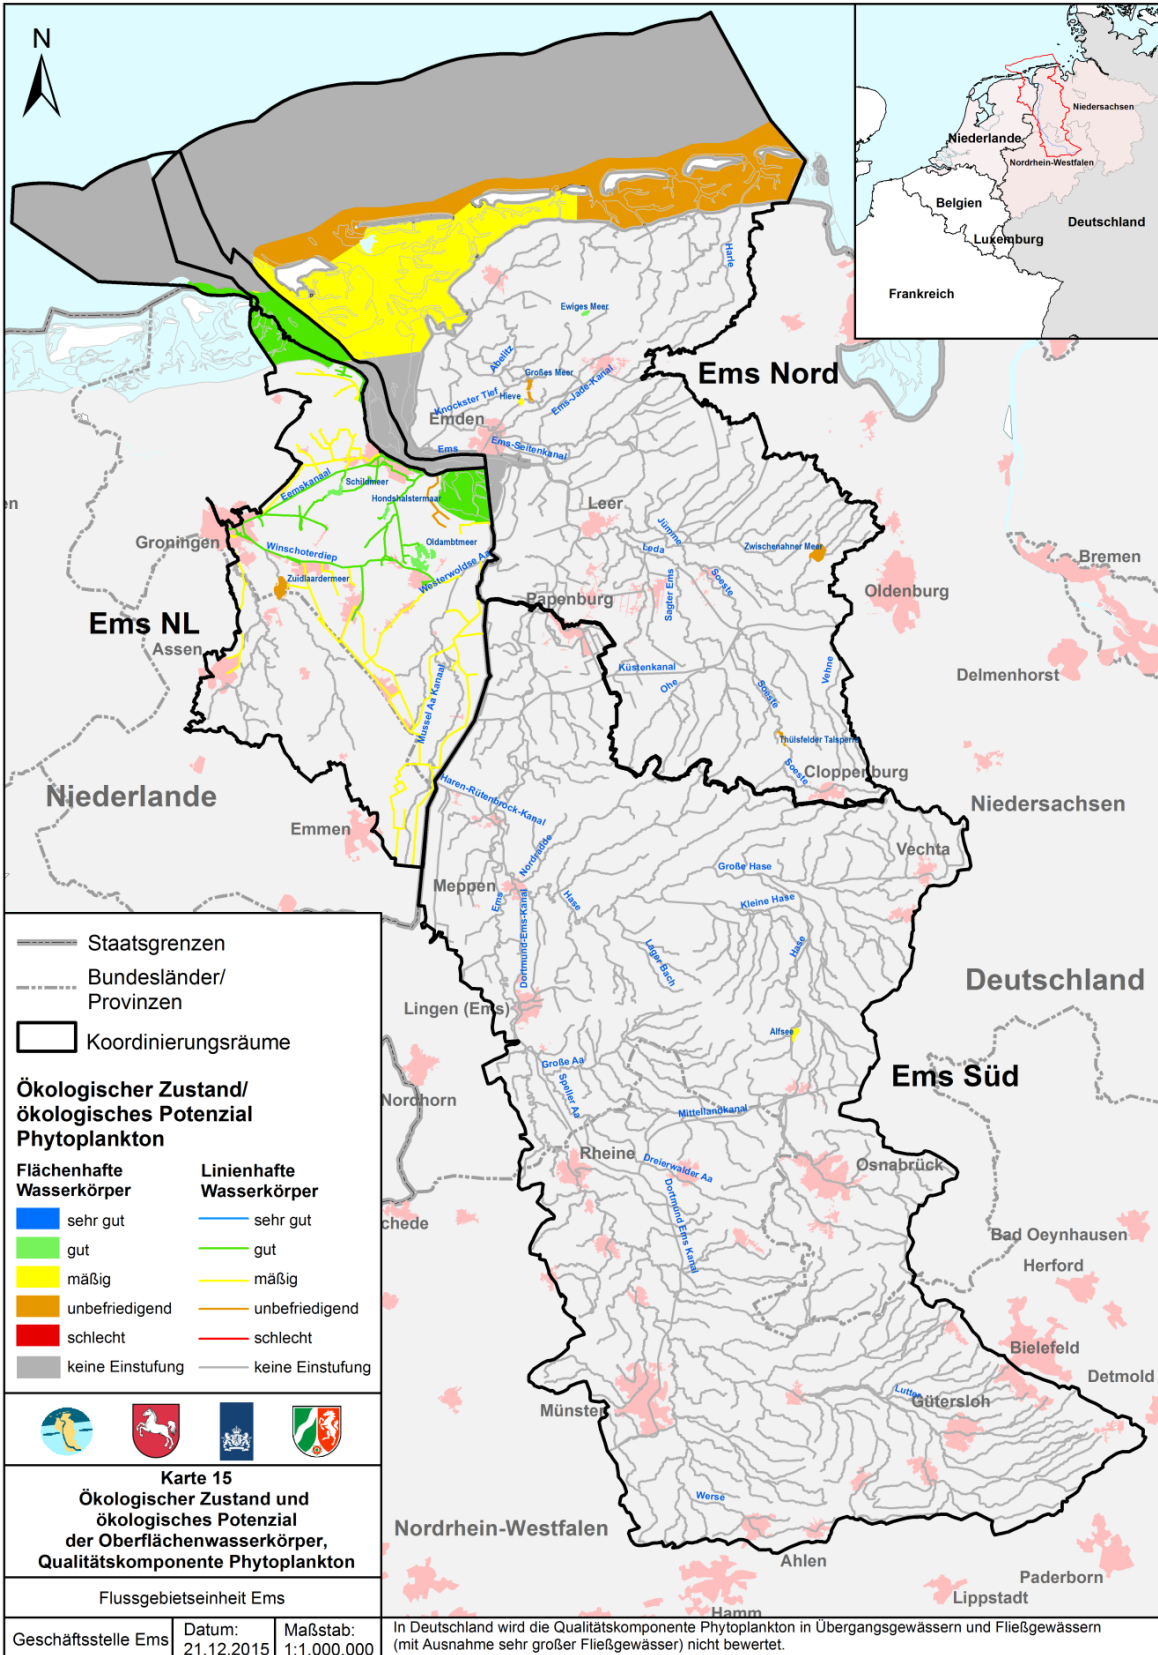 N
Niedersachsen
Niederlande
Nordrhein-Westfalen
Belgien
Deutschland
Luxemburg
Frankreich
Harle
Ewiges Meer
Abelitz
Großes Meer
Ems-Jade-Kanal
Ems Nord
Knockster Tief
Hieve
Emden
Ems
Ems-Seitenkanal
Eemskanaal
Schildmeer
Hondshalstermaar
Leer
Jümme
Groningen
Winschoterdiep
Oldambtmeer
Leda
Zwischenahner Meer
Bremen
Westerwoldse Aa
Zuidlaardermeer
Sagter Ems
Soeste
Oldenburg
Papenburg
Ems NL
Assen
Küstenkanal
Ohe
Vehne
Delmenhorst
Soeste
Mussel Aa Kanaal
Thülsfelder Talsperre
Soeste
Cloppenburg
Niederlande
Haren-Rütenbrock-Kanal
Niedersachsen
Emmen
Nordradde
Vechta
Große Hase
Meppen
Ems
Hase
Kleine Hase
Dortmund-Ems-Kanal
Hase
Lager Bach
Deutschland
Lingen (Ems)
Alfsee
Große Aa
Ems Süd
Speller Aa
Nordhorn
Mittellandkanal
Rheine
Dreierwalder Aa
Osnabrück
Dortmund Ems Kanal
chede
Bad Oeynhausen
Herford
Bielefeld
Detmold
Lutter
Gütersloh
Münster
Werse
Nordrhein-Westfalen
Ahlen
Paderborn
Lippstadt
Hamm
Staatsgrenzen
Bundesländer/
Provinzen
Koordinierungsräume
Ökologischer Zustand/
ökologisches Potenzial
Phytoplankton
Flächenhafte
Wasserkörper
Linienhafte
Wasserkörper
sehr gut
sehr gut
gut
gut
mäßig
mäßig
unbefriedigend
unbefriedigend
schlecht
schlecht
keine Einstufung
keine Einstufung
Karte 15
Ökologischer Zustand und
ökologisches Potenzial
der Oberflächenwasserkörper,
Qualitätskomponente Phytoplankton
Flussgebietseinheit Ems
Geschäftsstelle Ems
Datum:
21.12.2015
Maßstab:
1:1.000.000
In Deutschland wird die Qualitätskomponente Phytoplankton in Übergangsgewässern und Fließgewässern
(mit Ausnahme sehr großer Fließgewässer) nicht bewertet.